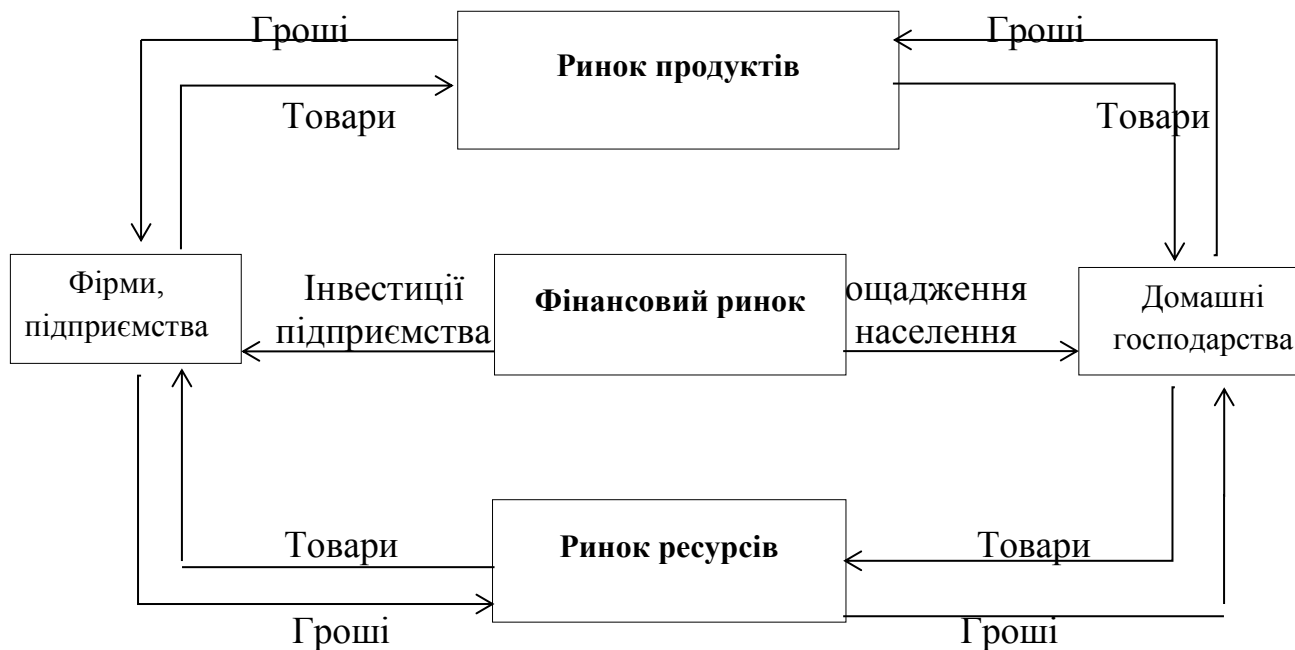 Гроші
Гроші
Ринок продуктів
Товари
Товари
Фірми,
підприємства
Інвестиції
підприємства
Фінансовий ринок
ощадження
населення
Домашні
господарства
Товари
Ринок ресурсів
Товари
Гроші
Гроші